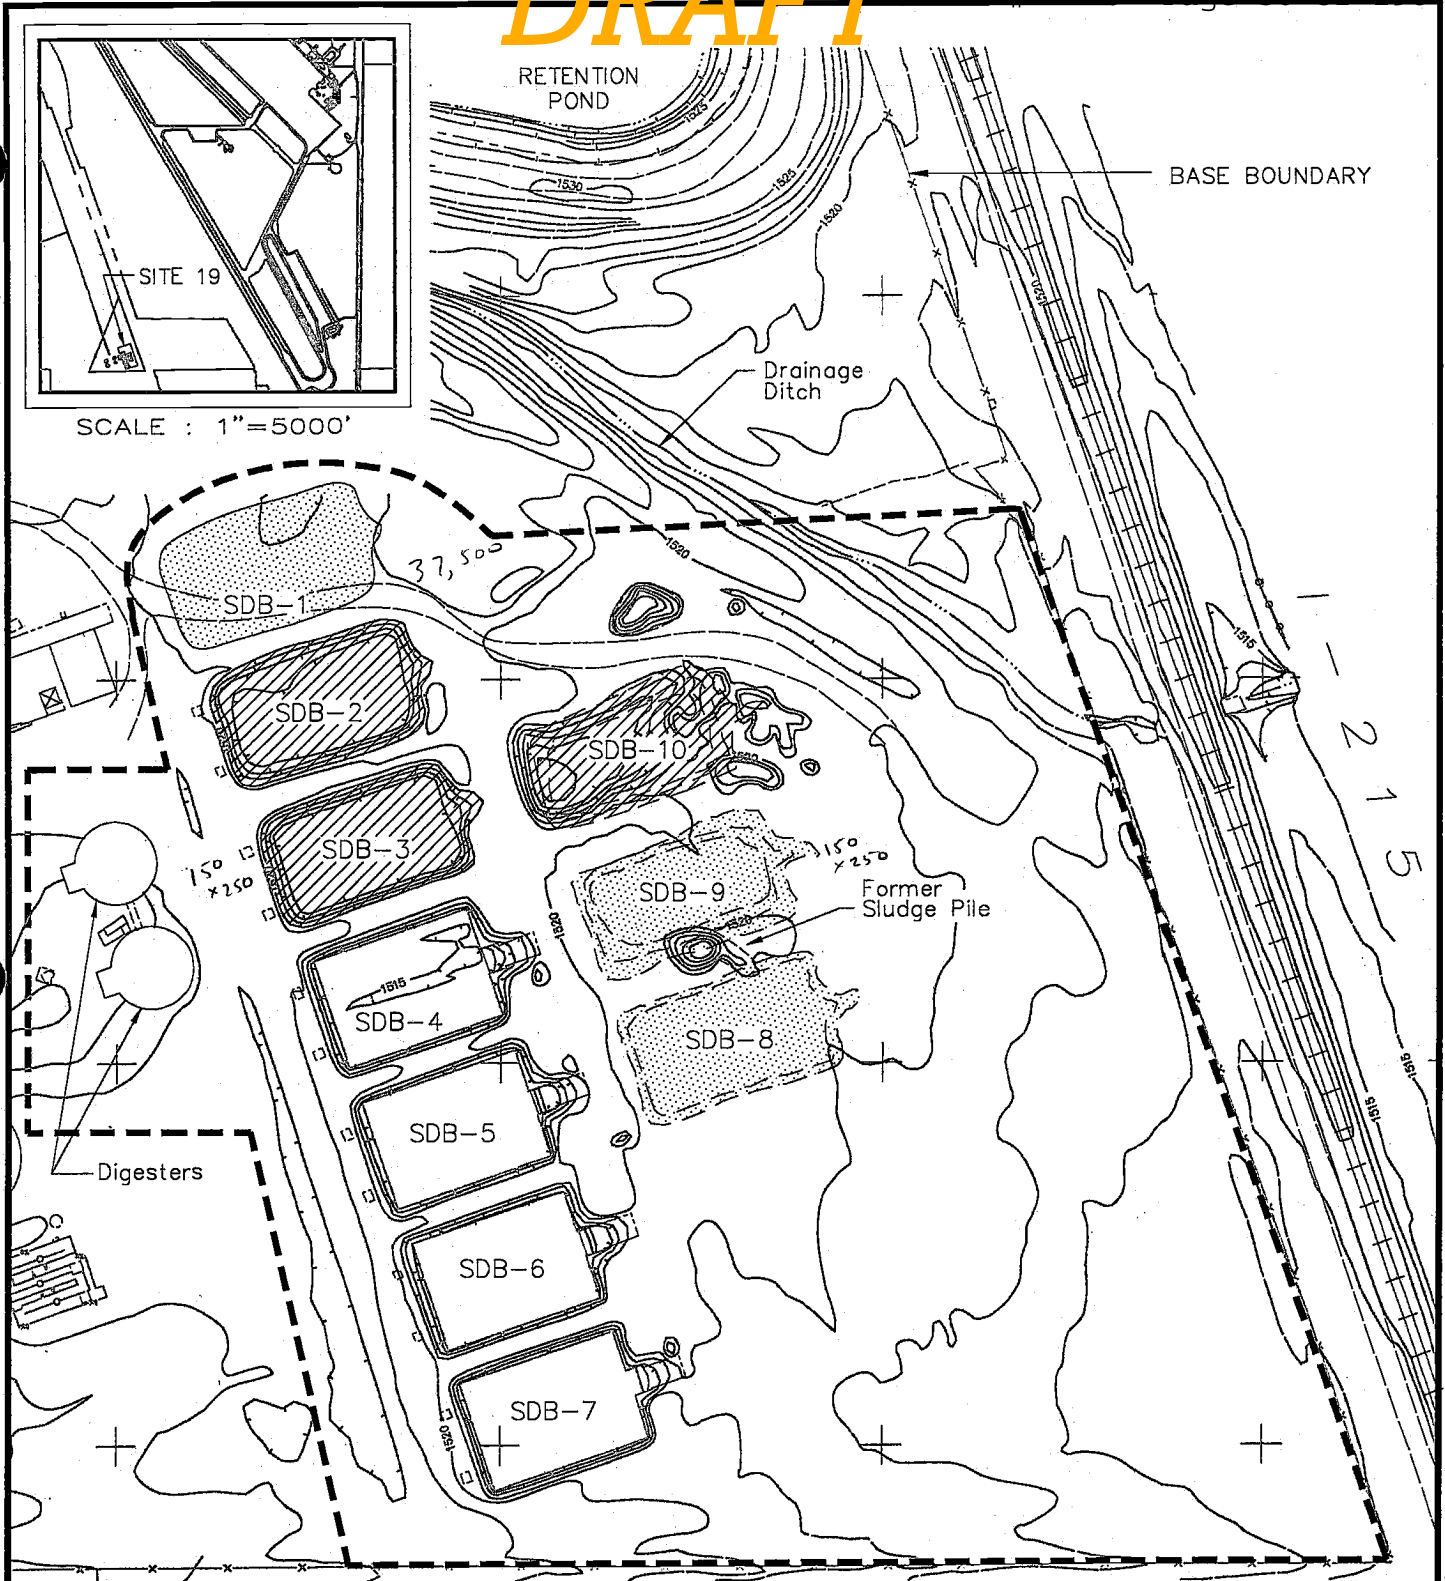 DRAFT
RETENTION
POND
1525
1530
1525
1520
BASE BOUNDARY
1520
SITE 19
SCALE : 1"=5000'
Drainage
Ditch
37,500
1520
SDB-1
1515
I-215
SDB-2
SDB-10
SDB-3
150
x250
150
x250
SDB-9
Former
Sludge Pile
1520
1520
1515
SDB-4
SDB-8
1515
SDB-5
Digesters
SDB-6
SDB-7
1520